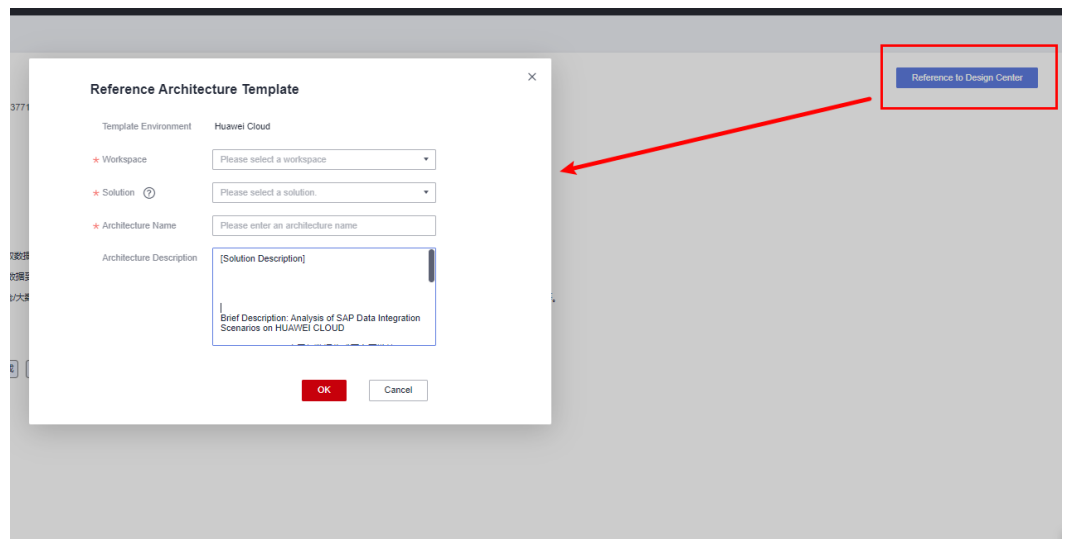 Reference to Design Center
Reference Architecture Template
3771
Template Environment Huawei Cloud
* Workspace Please select a workspace
* Solution ? Please select a solution.
* Architecture Name Please enter an architecture name
Architecture Description [Solution Description]
Brief Description: Analysis of SAP Data Integration
Scenarios on HUAWEI CLOUD
OK Cancel